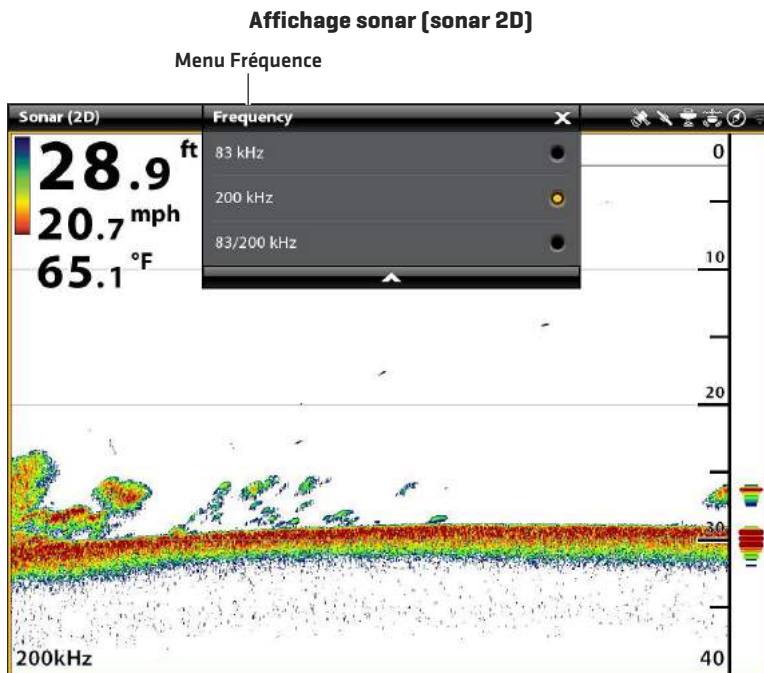 Affichage sonar (sonar 2D)
Menu Fréquence
Sonar (2D)
Frequency
X
28.9 ft
20.7 mph
65.1 °F
83 kHz
200 kHz
83/200 kHz
0
10
20
30
40
200kHz